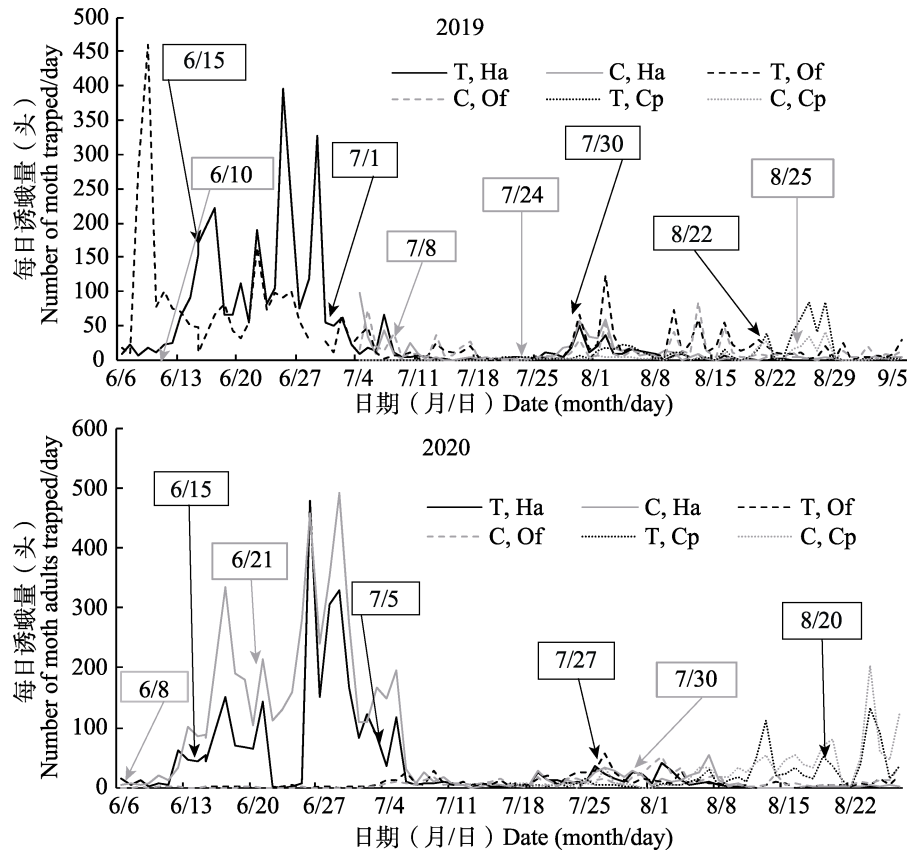 每日诱蛾量（头）
Number of moth trapped/day
500
450
400
350
300
250
200
150
100
50
0
2019
T, Ha C, Ha T, Of
C, Of T, Cp C, Cp
6/15
6/10
7/1
7/8
7/24
7/30
8/22
8/25
6/6 6/13 6/20 6/27 7/4 7/11 7/18 7/25 8/1 8/8 8/15 8/22 8/29 9/5
日期（月/日）Date (month/day)
每日诱蛾量（头）
Number of moth adults trapped/day
600
500
400
300
200
100
0
2020
T, Ha C, Ha T, Of
C, Of T, Cp C, Cp
6/8
6/15
6/21
7/5
7/27
7/30
8/20
6/6 6/13 6/20 6/27 7/4 7/11 7/18 7/25 8/1 8/8 8/15 8/22
日期（月/日）Date (month/day)